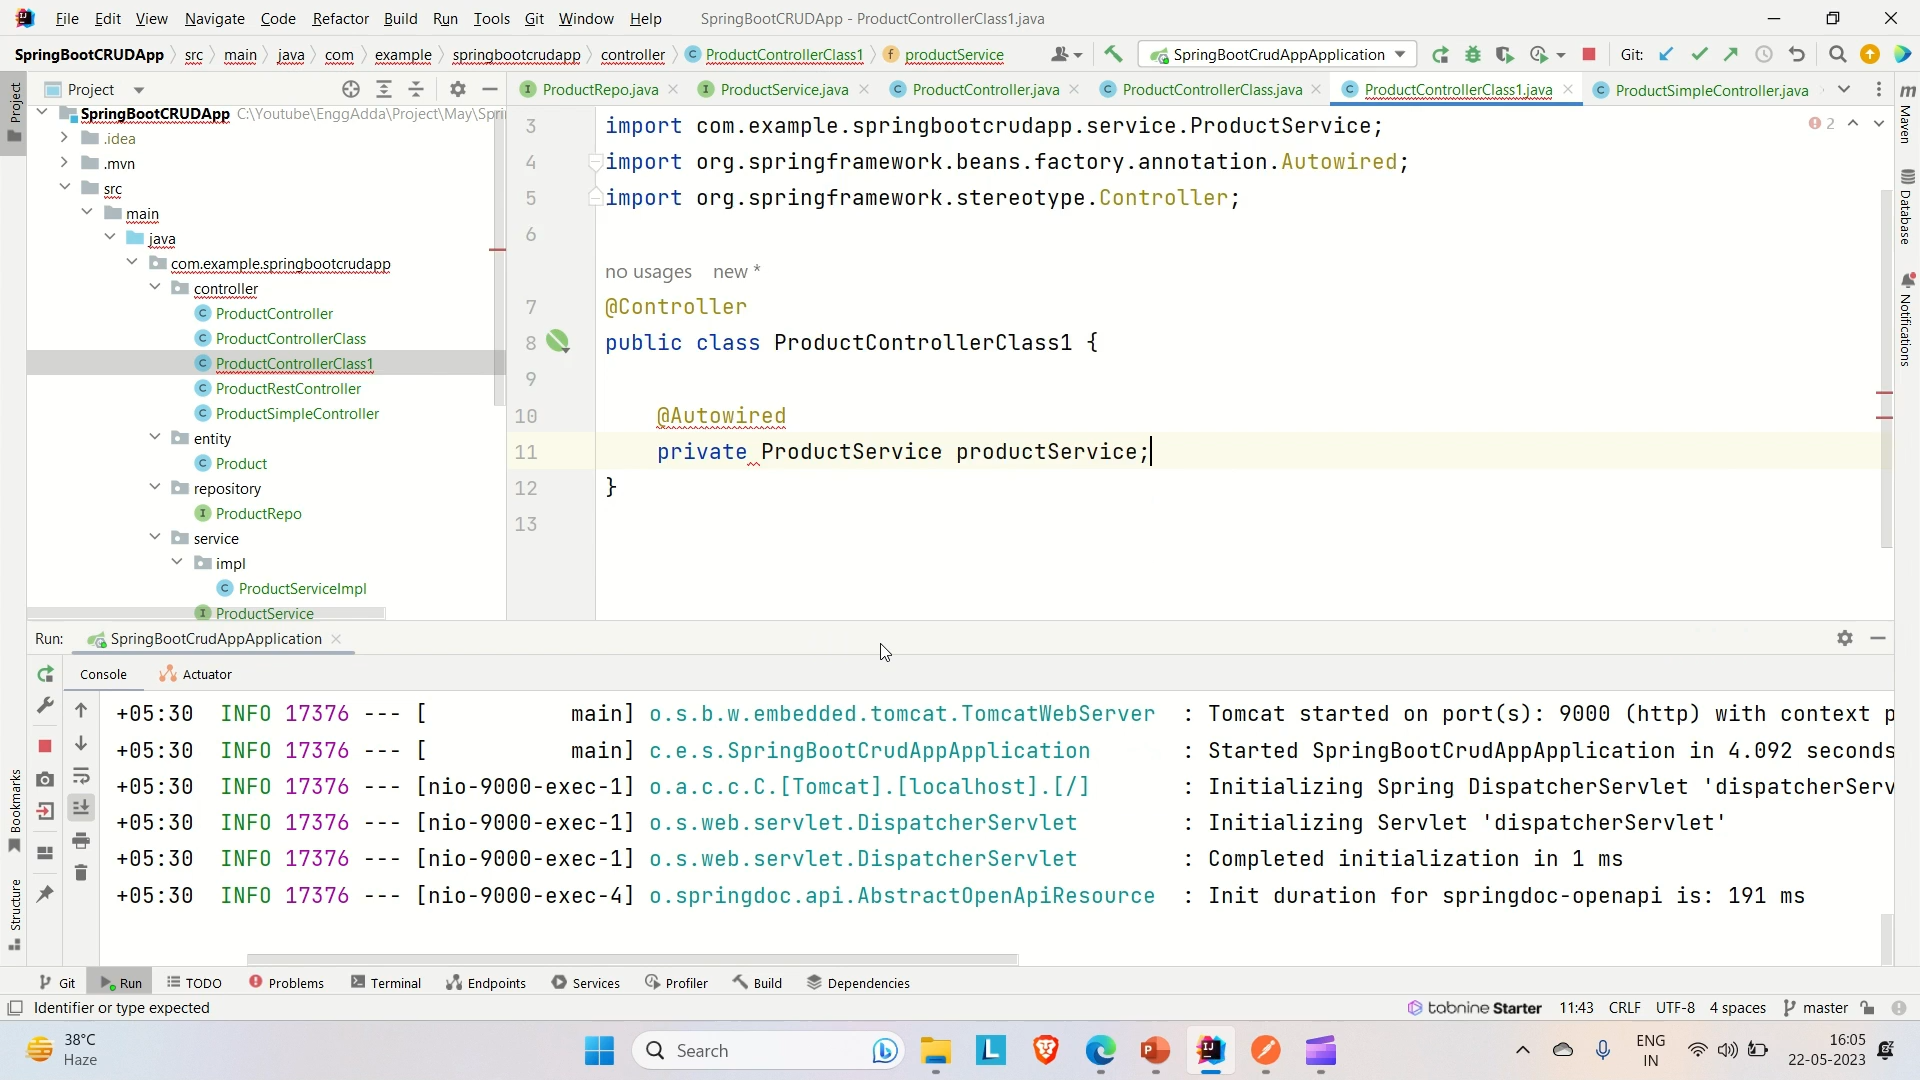 File Edit View Navigate Code Refactor Build Run Tools Git Window Help SpringBootCRUDApp - ProductControllerClass1.java
SpringBootCRUDApp src main java com example springbootcrudapp controller ProductControllerClass1 productService SpringBootCrudAppApplication Git:
Project ProductRepo.java ProductService.java ProductController.java ProductControllerClass.java ProductControllerClass1.java ProductSimpleController.java
Project
Maven
Database
Notifications
SpringBootCRUDApp C:\Youtube\EnggAdda\Project\May\Spri
.idea
.mvn
src
main
java
com.example.springbootcrudapp
controller
ProductController
ProductControllerClass
ProductControllerClass1
ProductRestController
ProductSimpleController
entity
Product
repository
ProductRepo
service
impl
ProductServiceImpl
ProductService
2
3 import com.example.springbootcrudapp.service.ProductService;
4 import org.springframework.beans.factory.annotation.Autowired;
5 import org.springframework.stereotype.Controller;
6
no usages new *
7 @Controller
8 public class ProductControllerClass1 {
9
10 @Autowired
11 private ProductService productService;
12 }
13
Run: SpringBootCrudAppApplication
Console Actuator
+05:30 INFO 17376 --- [ main] o.s.b.w.embedded.tomcat.TomcatWebServer : Tomcat started on port(s): 9000 (http) with context p
+05:30 INFO 17376 --- [ main] c.e.s.SpringBootCrudAppApplication : Started SpringBootCrudAppApplication in 4.092 seconds
+05:30 INFO 17376 --- [nio-9000-exec-1] o.a.c.c.C.[Tomcat].[localhost].[/] : Initializing Spring DispatcherServlet 'dispatcherServ
+05:30 INFO 17376 --- [nio-9000-exec-1] o.s.web.servlet.DispatcherServlet : Initializing Servlet 'dispatcherServlet'
+05:30 INFO 17376 --- [nio-9000-exec-1] o.s.web.servlet.DispatcherServlet : Completed initialization in 1 ms
+05:30 INFO 17376 --- [nio-9000-exec-4] o.springdoc.api.AbstractOpenApiResource : Init duration for springdoc-openapi is: 191 ms
Bookmarks
Structure
Git Run TODO Problems Terminal Endpoints Services Profiler Build Dependencies
Identifier or type expected tabnine Starter 11:43 CRLF UTF-8 4 spaces master
38°C
Haze
Search
ENG
IN
16:05
22-05-2023